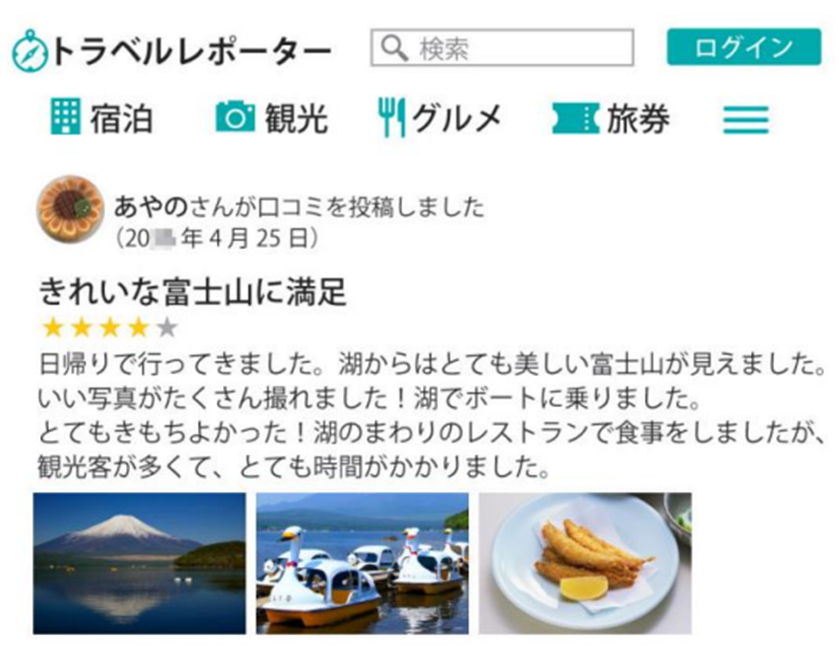 トラベルレポーター
検索
ログイン
宿泊
観光
グルメ
旅券
あやのさんが口コミを投稿しました
（20 年 4 月 25 日）
きれいな富士山に満足
★★★★★
日帰りで行ってきました。湖からはとても美しい富士山が見えました。
いい写真がたくさん撮れました！湖でボートに乗りました。
とてもきもちよかった！湖のまわりのレストランで食事をしましたが、
観光客が多くて、とても時間がかかりました。